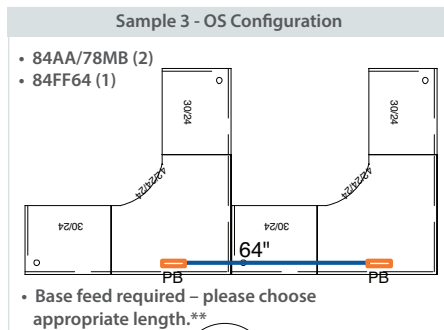 Sample 3 - OS Configuration
• 84AA/78MB (2)
• 84FF64 (1)
30/24
30/24
42/24/24
42/24/24
30/24
30/24
64"
PB
PB
• Base feed required – please choose
appropriate length.**